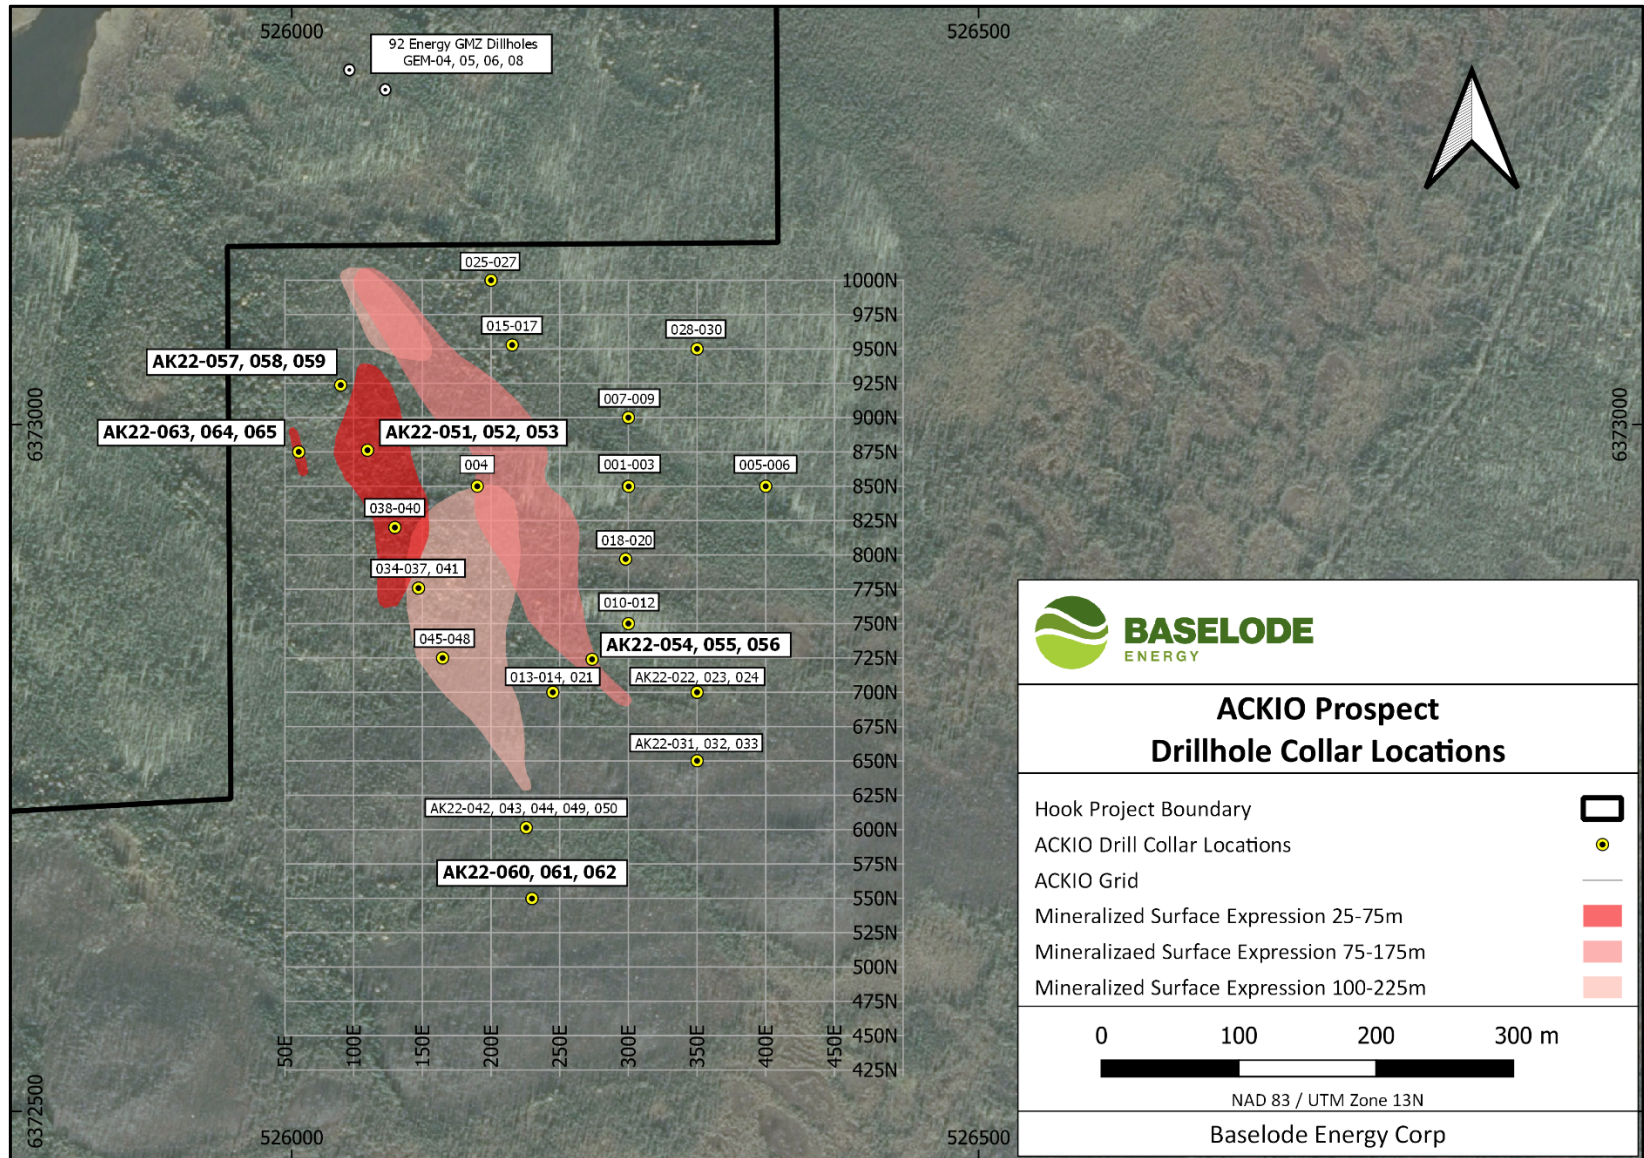 526000
526500
92 Energy GMZ Dillholes
GEM-04, 05, 06, 08
025-027
1000N
975N
015-017
028-030
950N
AK22-057, 058, 059
925N
007-009
900N
6373000
6373000
AK22-063, 064, 065
AK22-051, 052, 053
875N
004
001-003
005-006
850N
038-040
825N
018-020
800N
034-037, 041
775N
010-012
750N
045-048
AK22-054, 055, 056
725N
013-014, 021
AK22-022, 023, 024
700N
675N
AK22-031, 032, 033
650N
625N
AK22-042, 043, 044, 049, 050
600N
AK22-060, 061, 062
575N
550N
525N
500N
475N
450N
425N
50E
100E
150E
200E
250E
300E
350E
400E
450E
6372500
526000
526500
BASELODE
ENERGY
ACKIO Prospect
Drillhole Collar Locations
Hook Project Boundary
ACKIO Drill Collar Locations
ACKIO Grid
Mineralized Surface Expression 25-75m
Mineralizaed Surface Expression 75-175m
Mineralized Surface Expression 100-225m
0 100 200 300 m
NAD 83 / UTM Zone 13N
Baselode Energy Corp